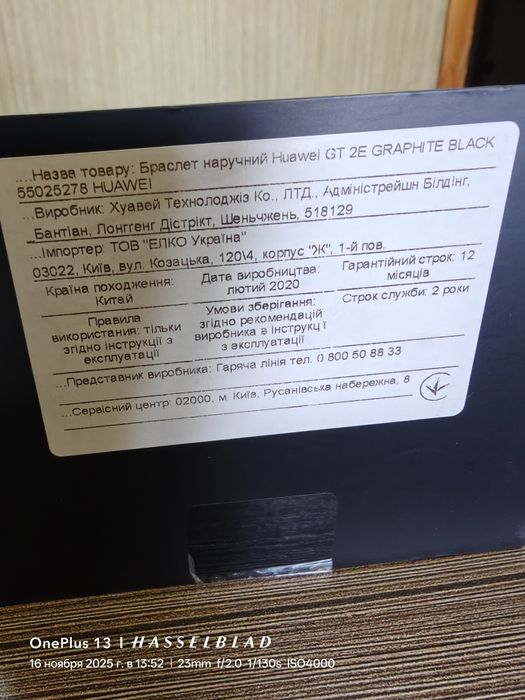 ...Назва товару: Браслет наручний Huawei GT 2E GRAPHITE BLACK
55025278 HUAWEI
...Виробник: Хуавей Технолоджіз Ко., ЛТД., Адміністрейшн Білдінг,
Бантіан, Лонггенг Дістрікт, Шеньчжень, 518129
...Імпортер: ТОВ "ЕЛКО Україна"
03022, Київ, вул. Козацька, 120\4, корпус "Ж", 1-й пов.
Країна походження:
Китай
Дата виробництва:
лютий 2020
Гарантійний строк: 12
місяців
Правила
використання: тільки
згідно інструкції з
експлуатації
Умови зберігання:
згідно рекомендацій
виробника в інструкції
з эксплуатації
Строк служби: 2 роки
...Представник виробника: Гаряча лінія тел. 0 800 50 88 33
...Сервісний центр: 02000, м. Київ, Русанівська набережна, 8
OnePlus 13 | HASSELBLAD
16 ноября 2025 г. в 13:52 | 23mm f/2.0 1/130s ISO4000